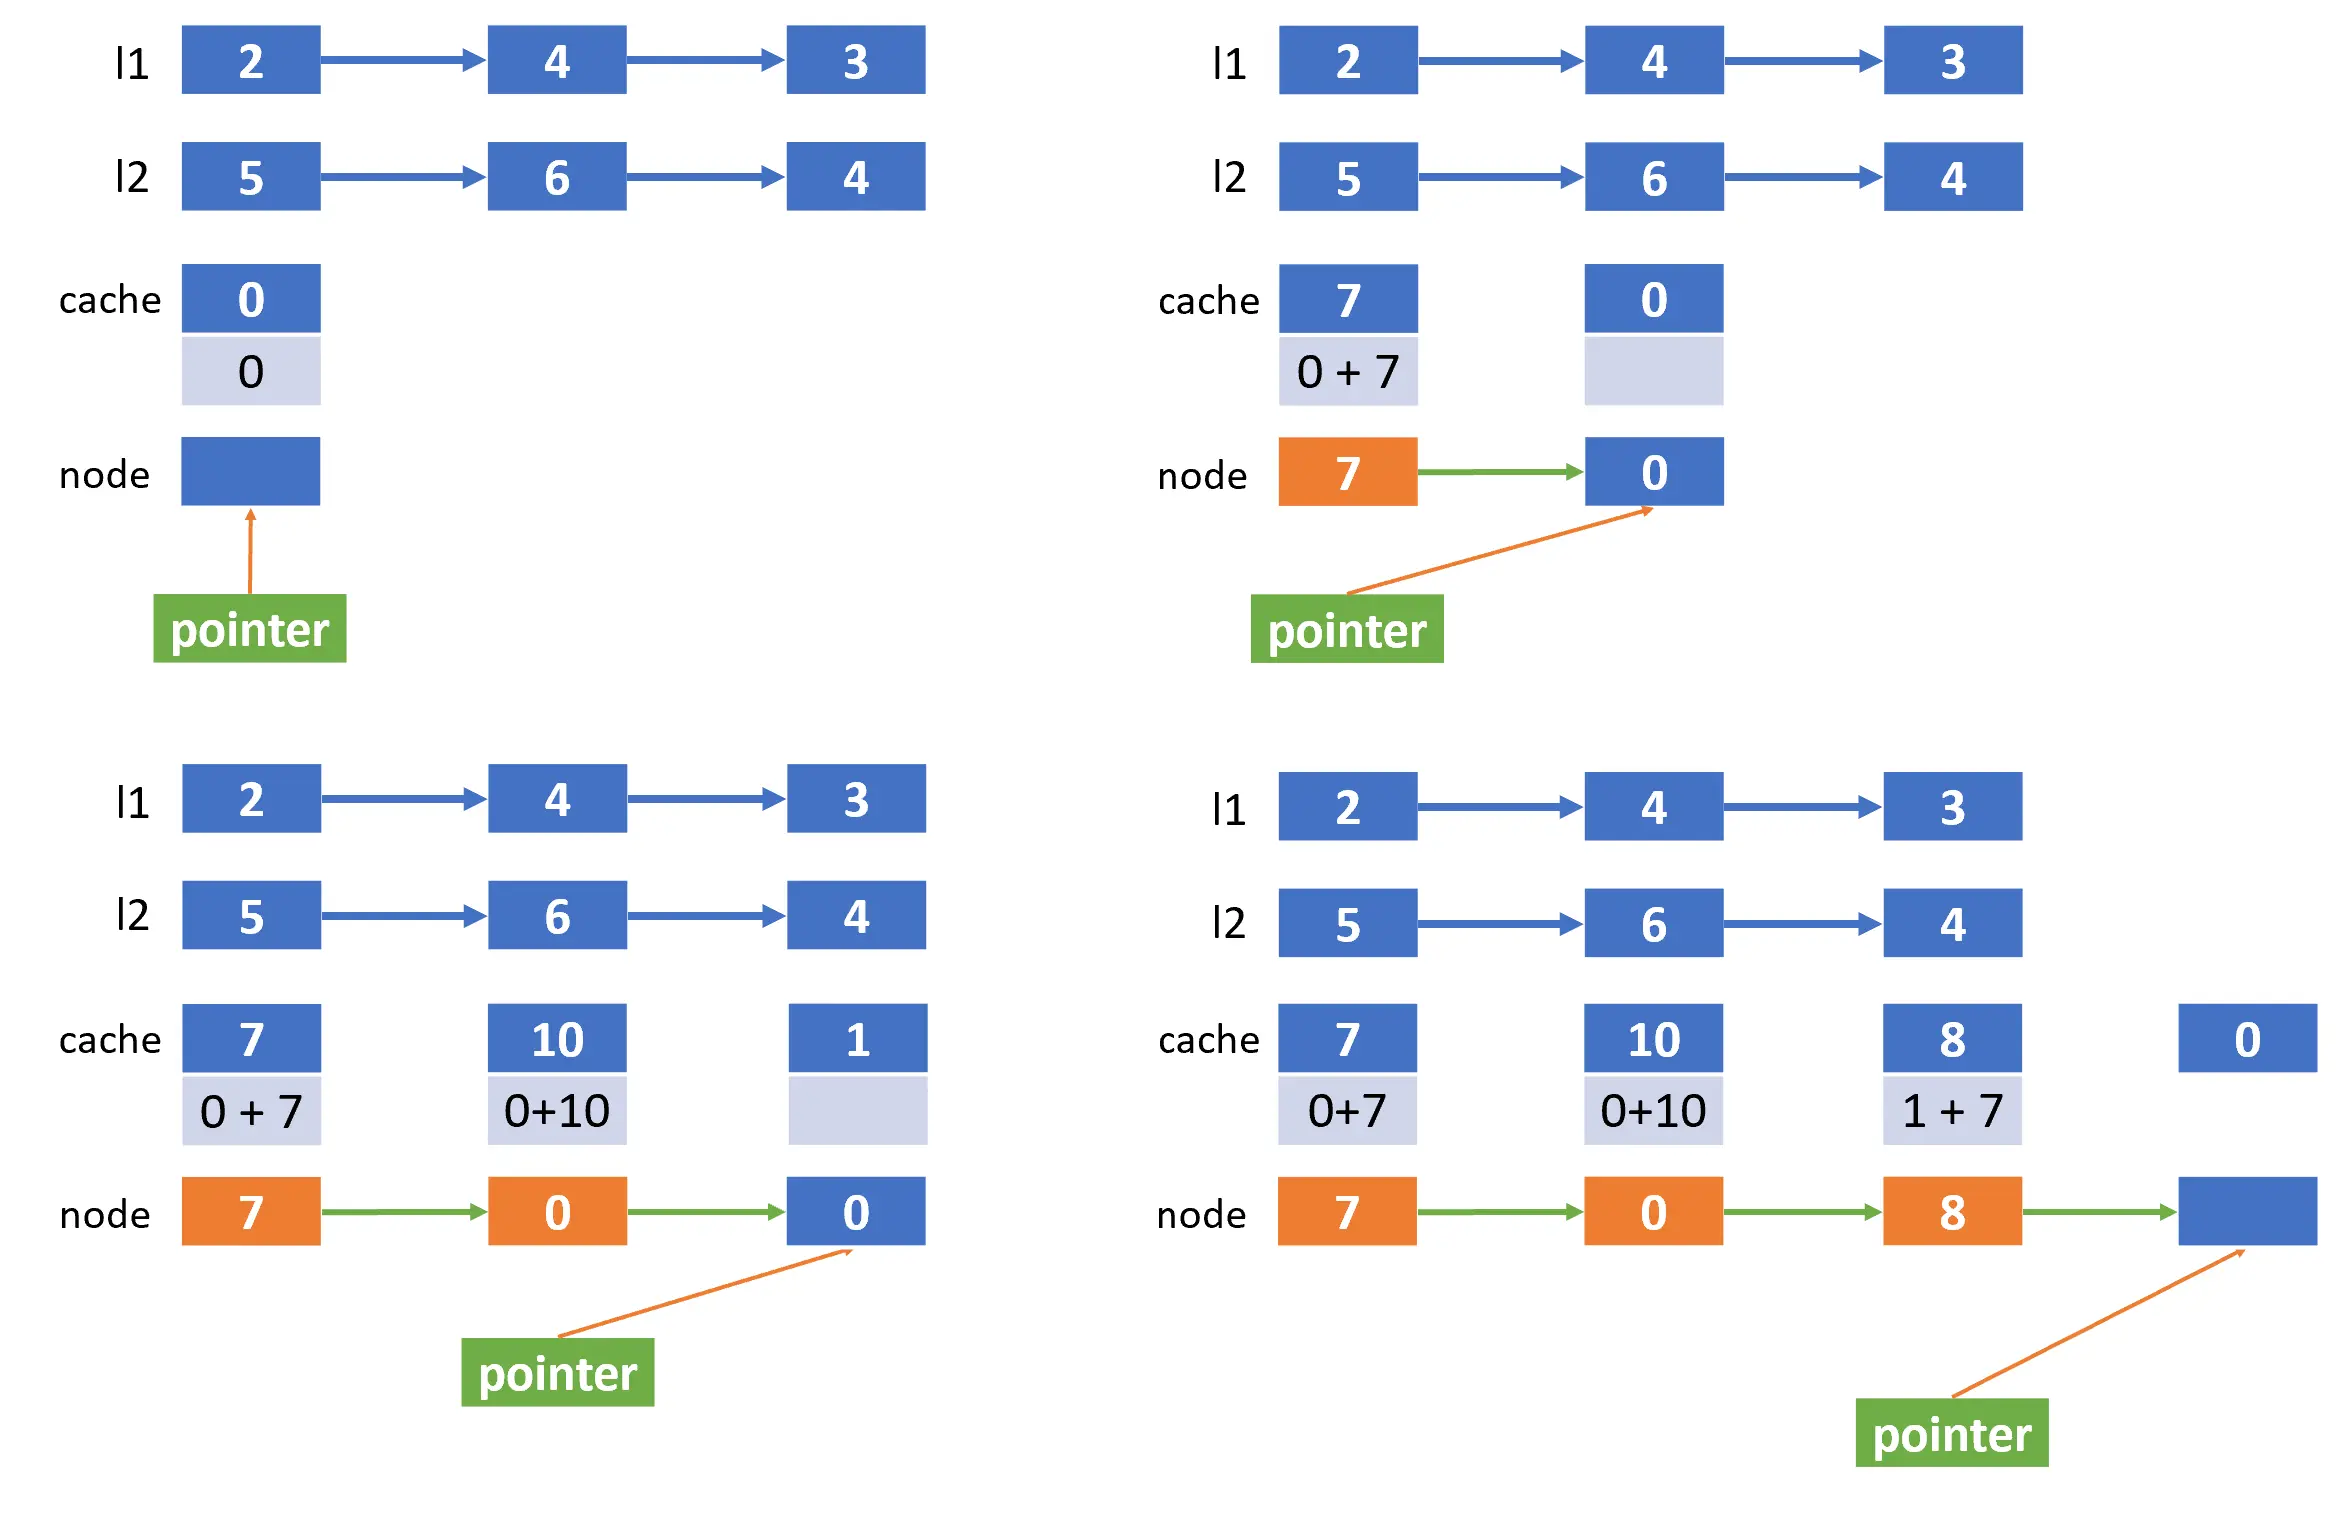 l1 2 4 3
l2 5 6 4
cache 0
0
node
pointer
l1 2 4 3
l2 5 6 4
cache 7 0
0 + 7
node 7 0
pointer
l1 2 4 3
l2 5 6 4
cache 7 10 1
0 + 7 0+10
node 7 0 0
pointer
l1 2 4 3
l2 5 6 4
cache 7 10 8 0
0+7 0+10 1 + 7
node 7 0 8
pointer